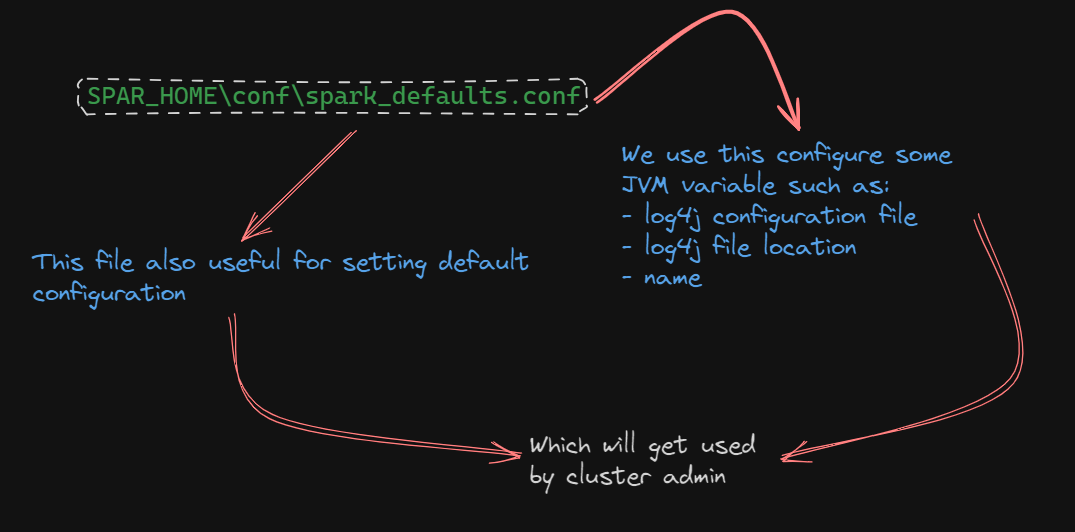 SPAR_HOME\conf\spark_defaults.conf
We use this configure some
JVM variable such as:
- log4j configuration file
- log4j file location
- name
This file also useful for setting default
configuration
Which will get used
by cluster admin